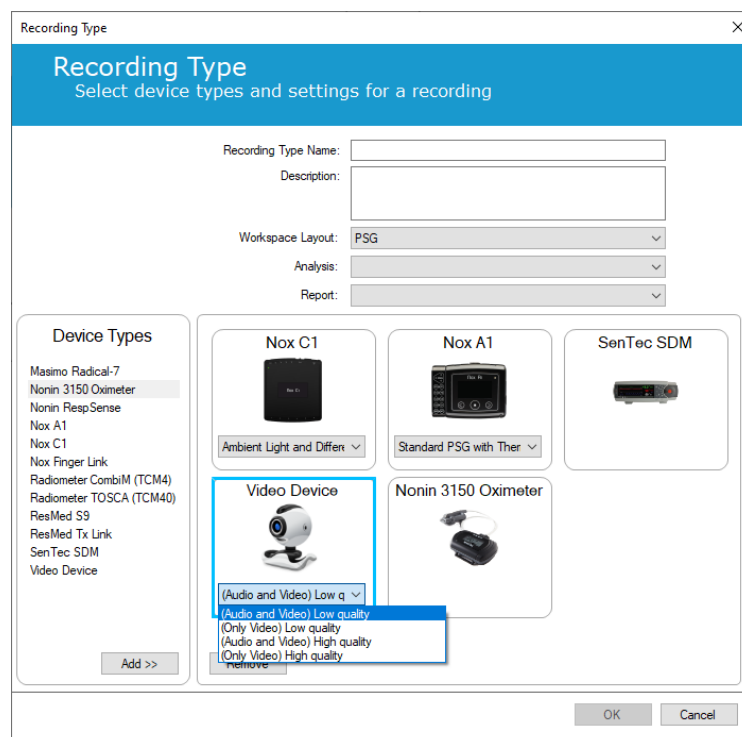 Recording Type
Recording Type
Select device types and settings for a recording
Recording Type Name:
Description:
Workspace Layout: PSG
Analysis:
Report:
Device Types
Masimo Radical-7
Nonin 3150 Oximeter
Nonin RespSense
Nox A1
Nox C1
Nox Finger Link
Radiometer CombiM (TCM4)
Radiometer TOSCA (TCM40)
ResMed S9
ResMed Tx Link
SenTec SDM
Video Device
Add >>
Nox C1
Ambient Light and Differe
Nox A1
Standard PSG with Ther
SenTec SDM
Video Device
(Audio and Video) Low q
(Audio and Video) Low quality
(Only Video) Low quality
(Audio and Video) High quality
(Only Video) High quality
Nonin 3150 Oximeter
Remove
OK
Cancel